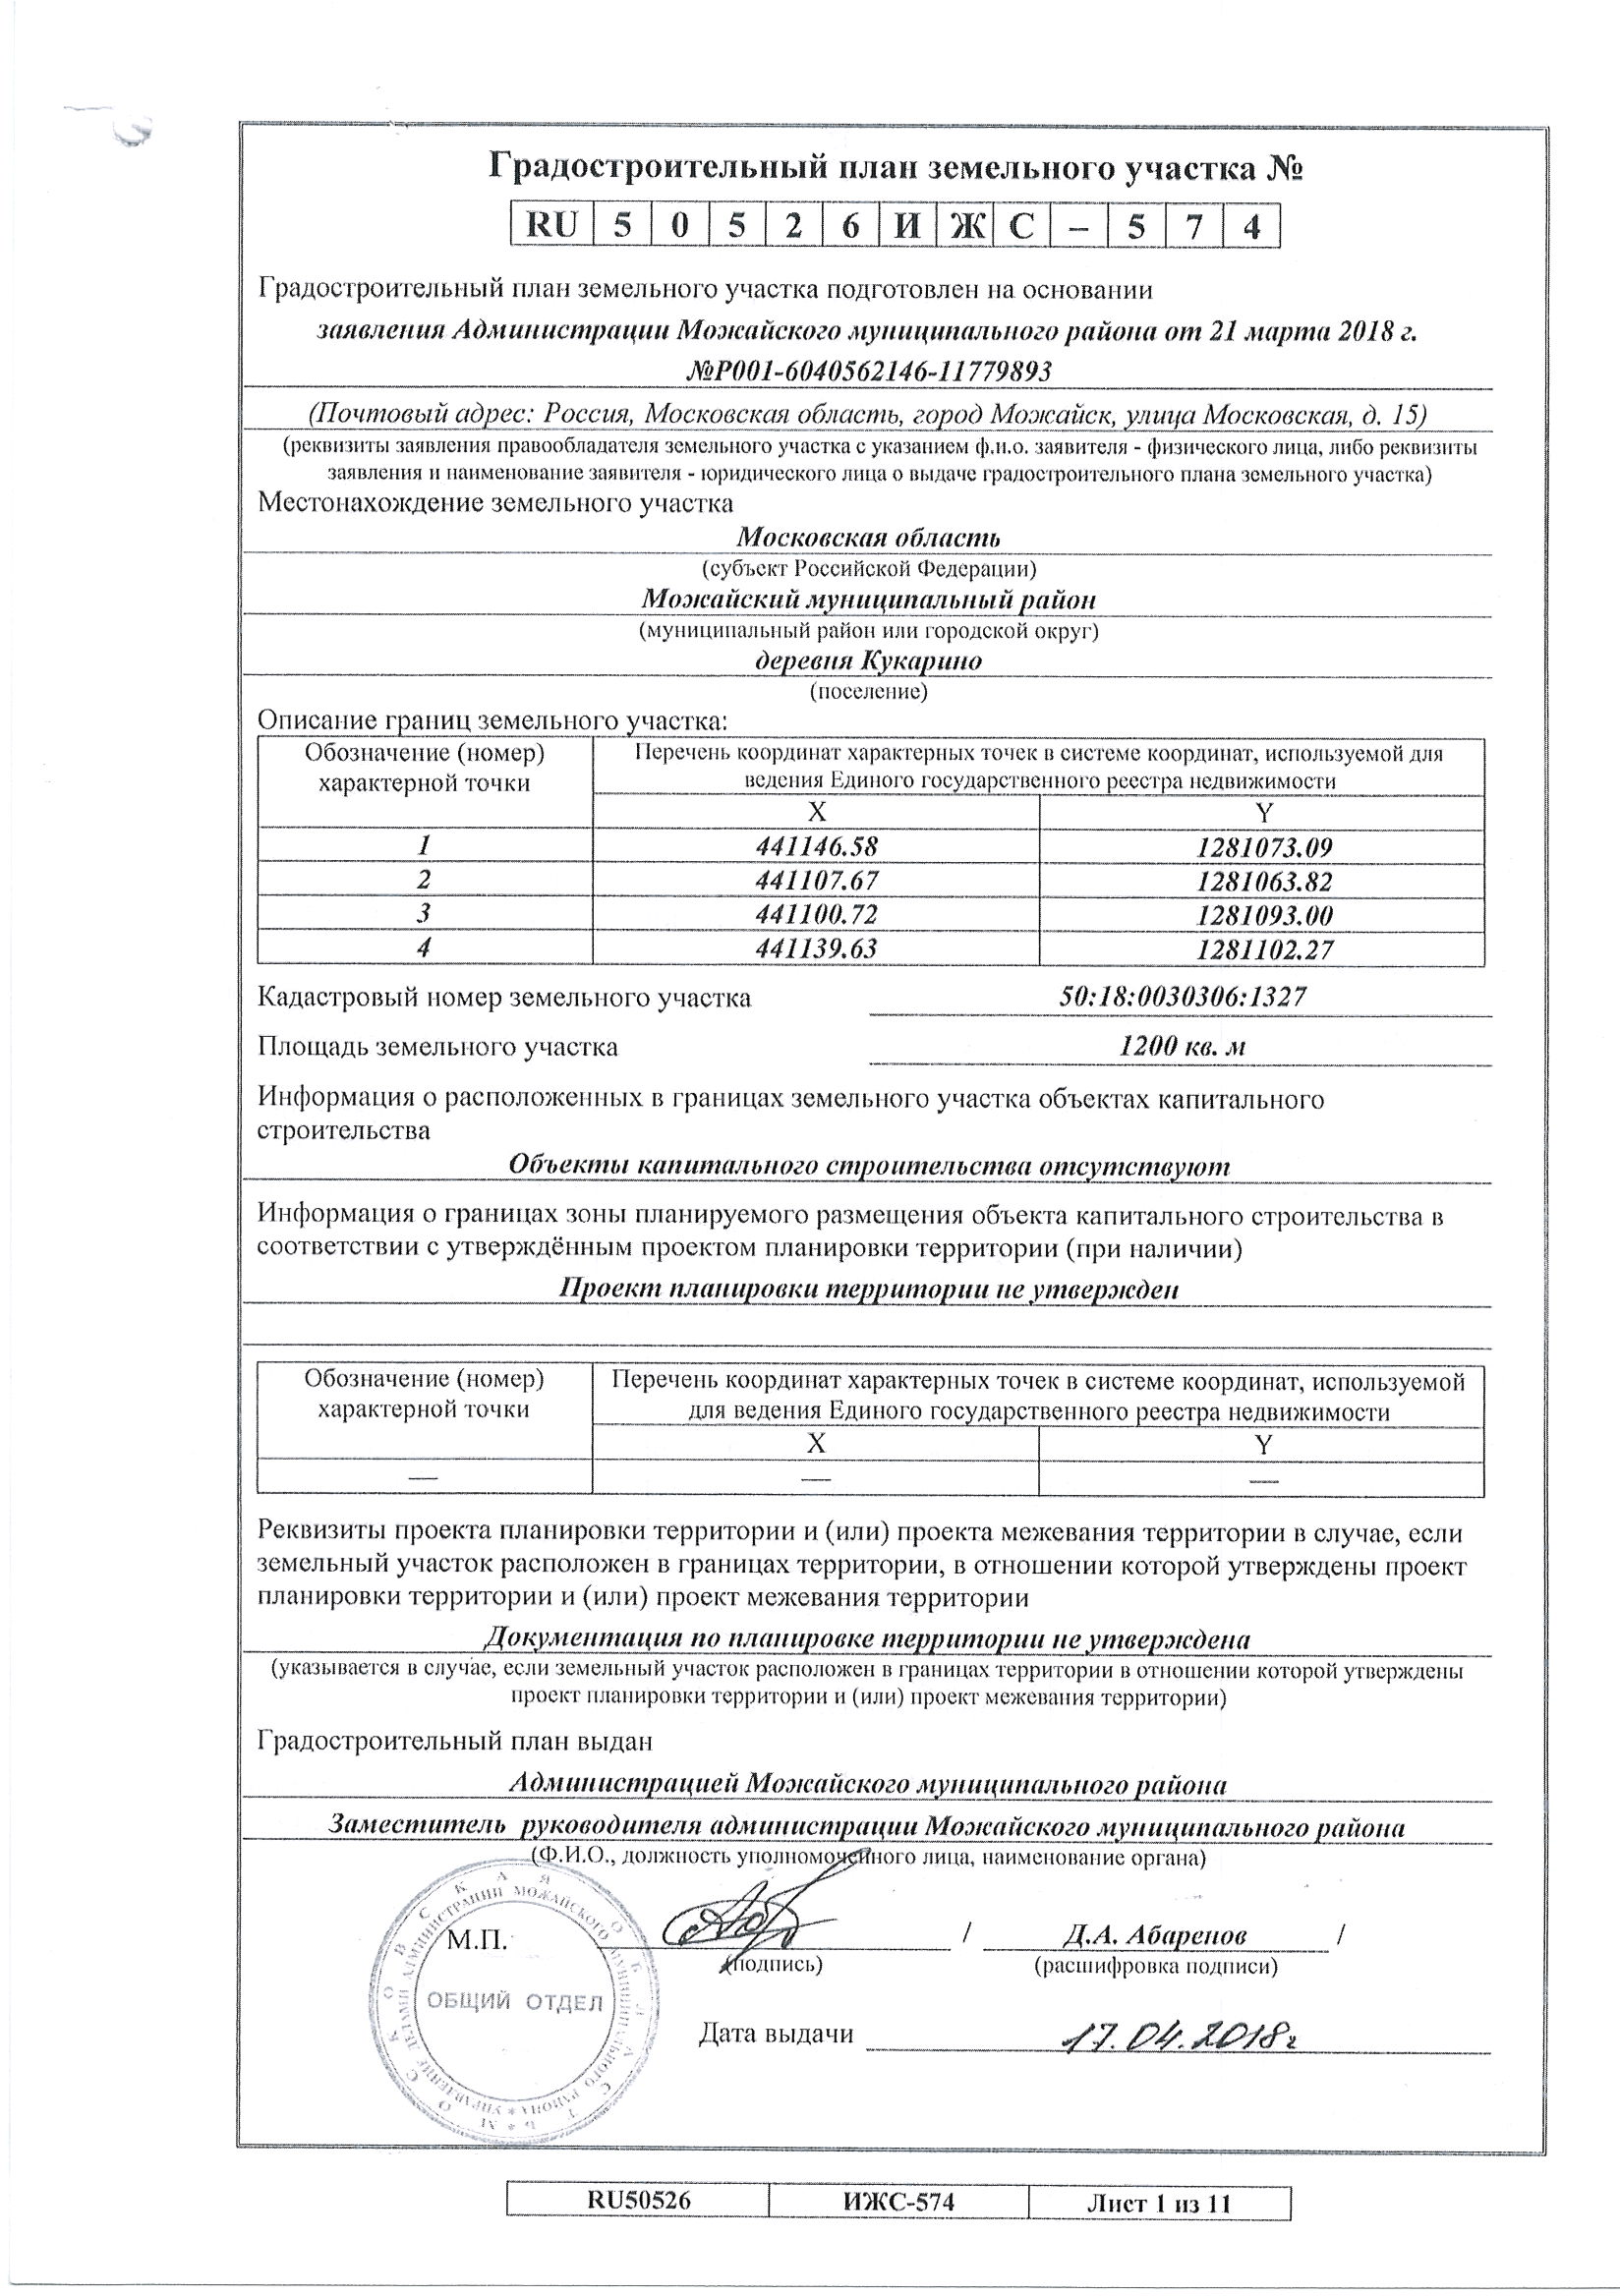 Градостроительный план земельного участка №
RU 5 0 5 2 6 И Ж С – 5 7 4
Градостроительный план земельного участка подготовлен на основании
заявления Администрации Можайского муниципального района от 21 марта 2018 г.
№P001-6040562146-11779893
(Почтовый адрес: Россия, Московская область, город Можайск, улица Московская, д. 15)
(реквизиты заявления правообладателя земельного участка с указанием ф.и.о. заявителя - физического лица, либо реквизиты
заявления и наименование заявителя - юридического лица о выдаче градостроительного плана земельного участка)
Местонахождение земельного участка
Московская область
(субъект Российской Федерации)
Можайский муниципальный район
(муниципальный район или городской округ)
деревня Кукарино
(поселение)
Описание границ земельного участка:
Обозначение (номер)
характерной точки
Перечень координат характерных точек в системе координат, используемой для
ведения Единого государственного реестра недвижимости
X Y
1 441146.58 1281073.09
2 441107.67 1281063.82
3 441100.72 1281093.00
4 441139.63 1281102.27
Кадастровый номер земельного участка 50:18:0030306:1327
Площадь земельного участка 1200 кв. м
Информация о расположенных в границах земельного участка объектах капитального
строительства
Объекты капитального строительства отсутствуют
Информация о границах зоны планируемого размещения объекта капитального строительства в
соответствии с утверждённым проектом планировки территории (при наличии)
Проект планировки территории не утвержден
Обозначение (номер)
характерной точки
Перечень координат характерных точек в системе координат, используемой
для ведения Единого государственного реестра недвижимости
X Y
— — —
Реквизиты проекта планировки территории и (или) проекта межевания территории в случае, если
земельный участок расположен в границах территории, в отношении которой утверждены проект
планировки территории и (или) проект межевания территории
Документация по планировке территории не утверждена
(указывается в случае, если земельный участок расположен в границах территории в отношении которой утверждены
проект планировки территории и (или) проект межевания территории)
Градостроительный план выдан
Администрацией Можайского муниципального района
Заместитель руководителя администрации Можайского муниципального района
(Ф.И.О., должность уполномоченного лица, наименование органа)
М.П. / Д.А. Абаренов /
(подпись) (расшифровка подписи)
МОСКОВСКАЯ ОБЛАСТЬ
УПРАВЛЕНИЕ ДЕЛАМИ АДМИНИСТРАЦИИ МОЖАЙСКОГО МУНИЦИПАЛЬНОГО РАЙОНА
ОБЩИЙ ОТДЕЛ
Дата выдачи 17.04.2018г
RU50526 ИЖС-574 Лист 1 из 11